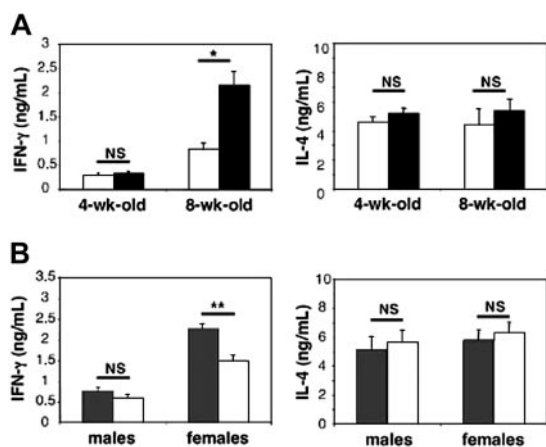 A
IFN-γ (ng/mL)
3
2.5
2
1.5
1
0.5
0
NS
*
4-wk-old 8-wk-old
IL-4 (ng/mL)
10
8
6
4
2
0
NS
NS
4-wk-old 8-wk-old
B
IFN-γ (ng/mL)
3.5
2.5
2
1.5
1
0.5
0
NS
**
males females
IL-4 (ng/mL)
10
8
6
4
2
0
NS
NS
males females